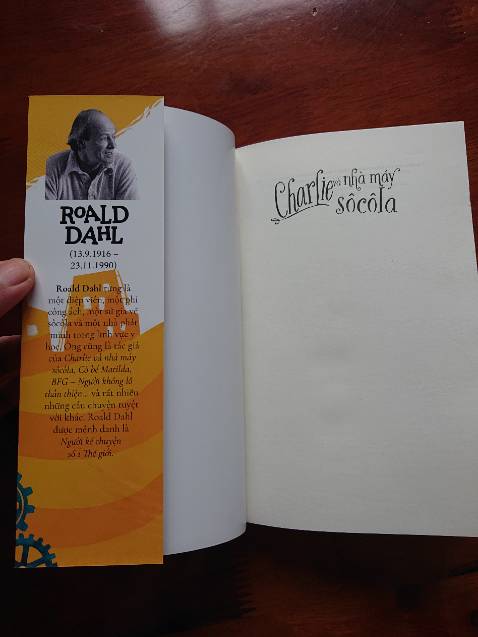 ROALD
DAHL
(13.9.1916 –
23.11.1990)
Roald Dahl từng là
một điệp viên, một phi
công ách, một sử gia về
sôcôla và một nhà phát
minh trong lĩnh vực y
học. Ông cũng là tác giả
của Charlie và nhà máy
sôcôla, Cô bé Matilda,
BFG – Người khổng lồ
thân thiện... và rất nhiều
những câu chuyện tuyệt
vời khác. Roald Dahl
được mệnh danh là
Người kể chuyện
số 1 Thế giới.
Charlie và nhà máy
sôcôla